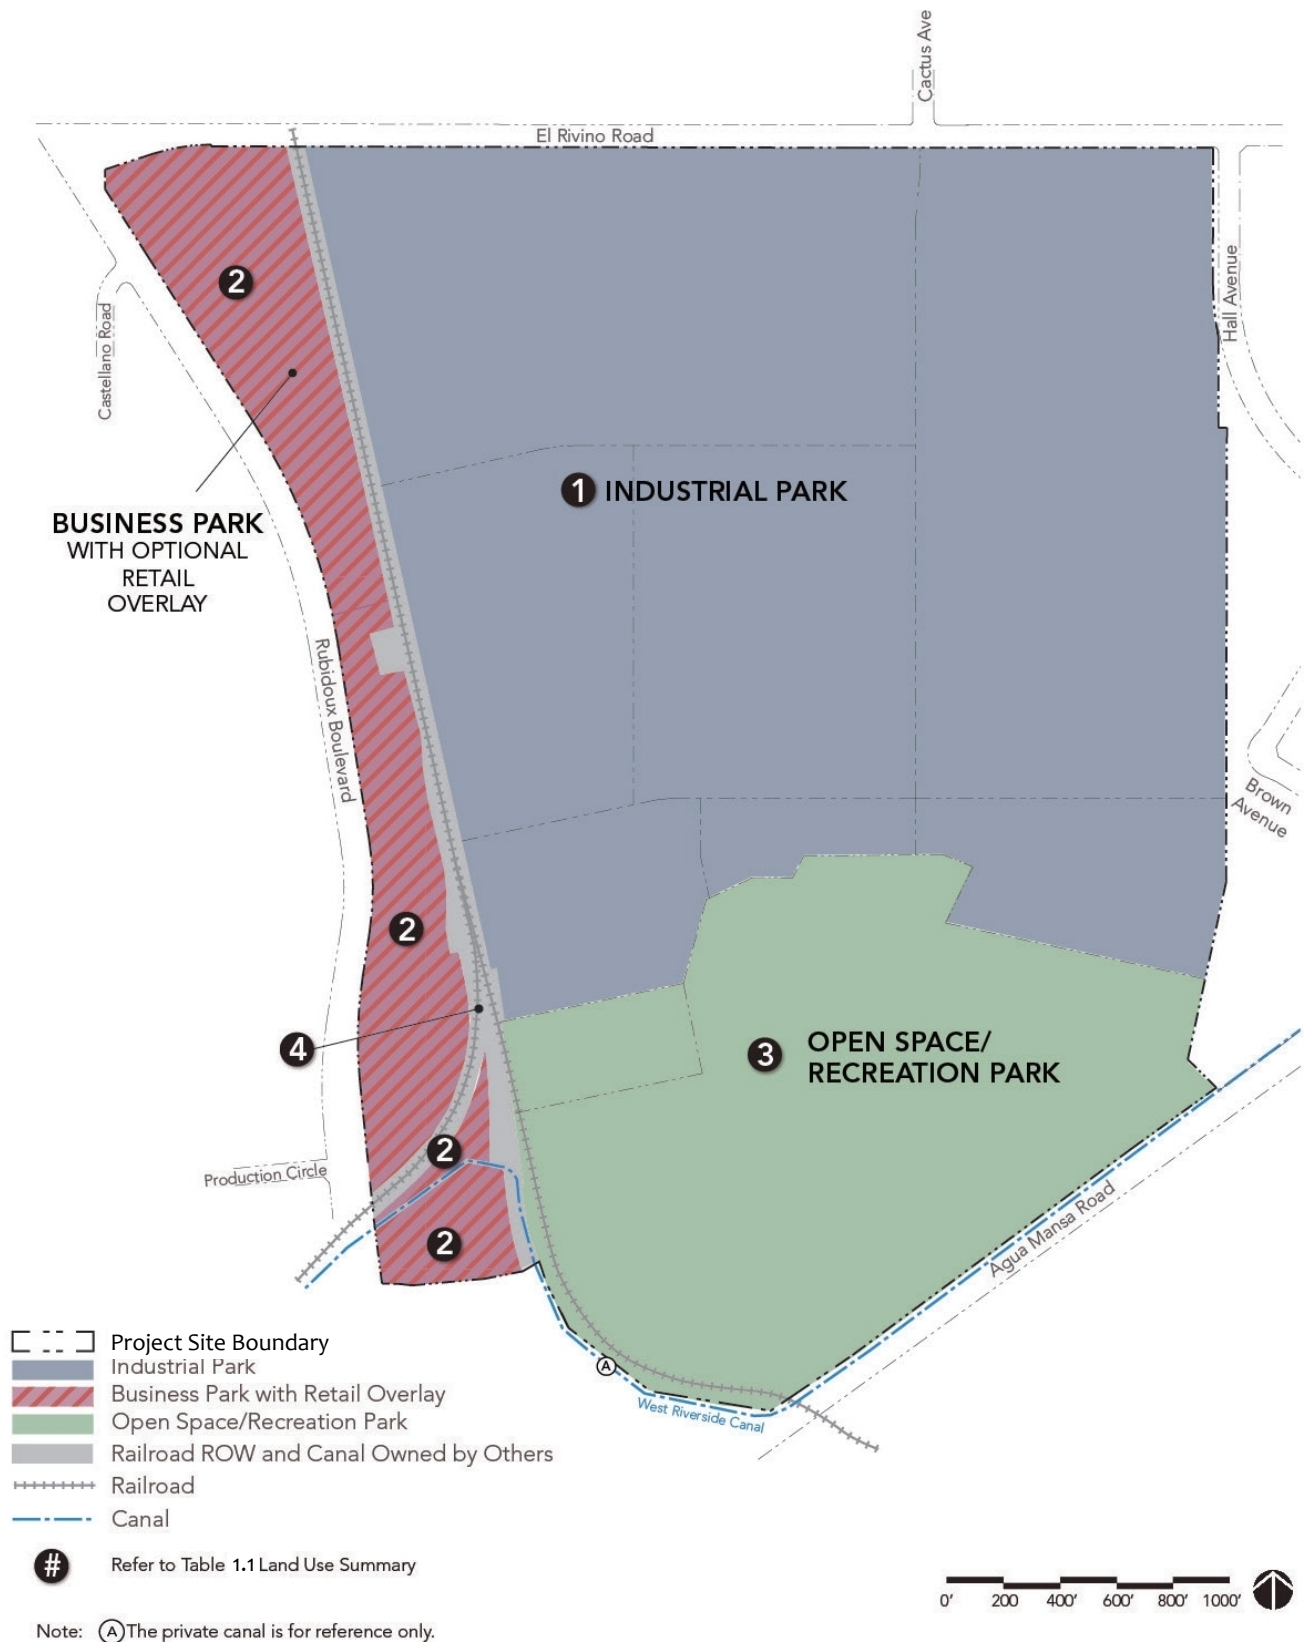 Cactus Ave
El Rivino Road
2
Castellano Road
Hall Avenue
1 INDUSTRIAL PARK
BUSINESS PARK
WITH OPTIONAL
RETAIL
OVERLAY
Rubidoux Boulevard
Brown
Avenue
2
4
3
OPEN SPACE/
RECREATION PARK
2
Production Circle
2
Agua Mansa Road
A
West Riverside Canal
Project Site Boundary
Industrial Park
Business Park with Retail Overlay
Open Space/Recreation Park
Railroad ROW and Canal Owned by Others
Railroad
Canal
# Refer to Table 1.1 Land Use Summary
0' 200 400' 600' 800' 1000'
Note: A The private canal is for reference only.